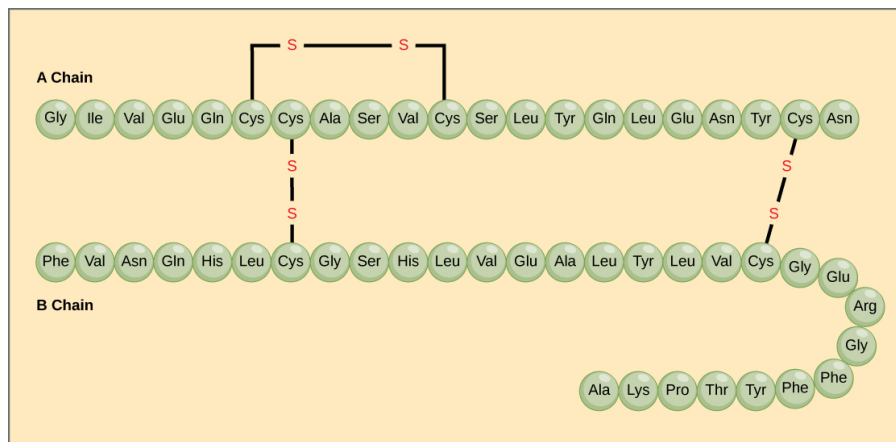 S S
A Chain
Gly Ile Val Glu Gln Cys Cys Ala Ser Val Cys Ser Leu Tyr Gln Leu Glu Asn Tyr Cys Asn
S S
S S
Phe Val Asn Gln His Leu Cys Gly Ser His Leu Val Glu Ala Leu Tyr Leu Val Cys Gly Glu
B Chain
Arg
Gly
Ala Lys Pro Thr Tyr Phe Phe